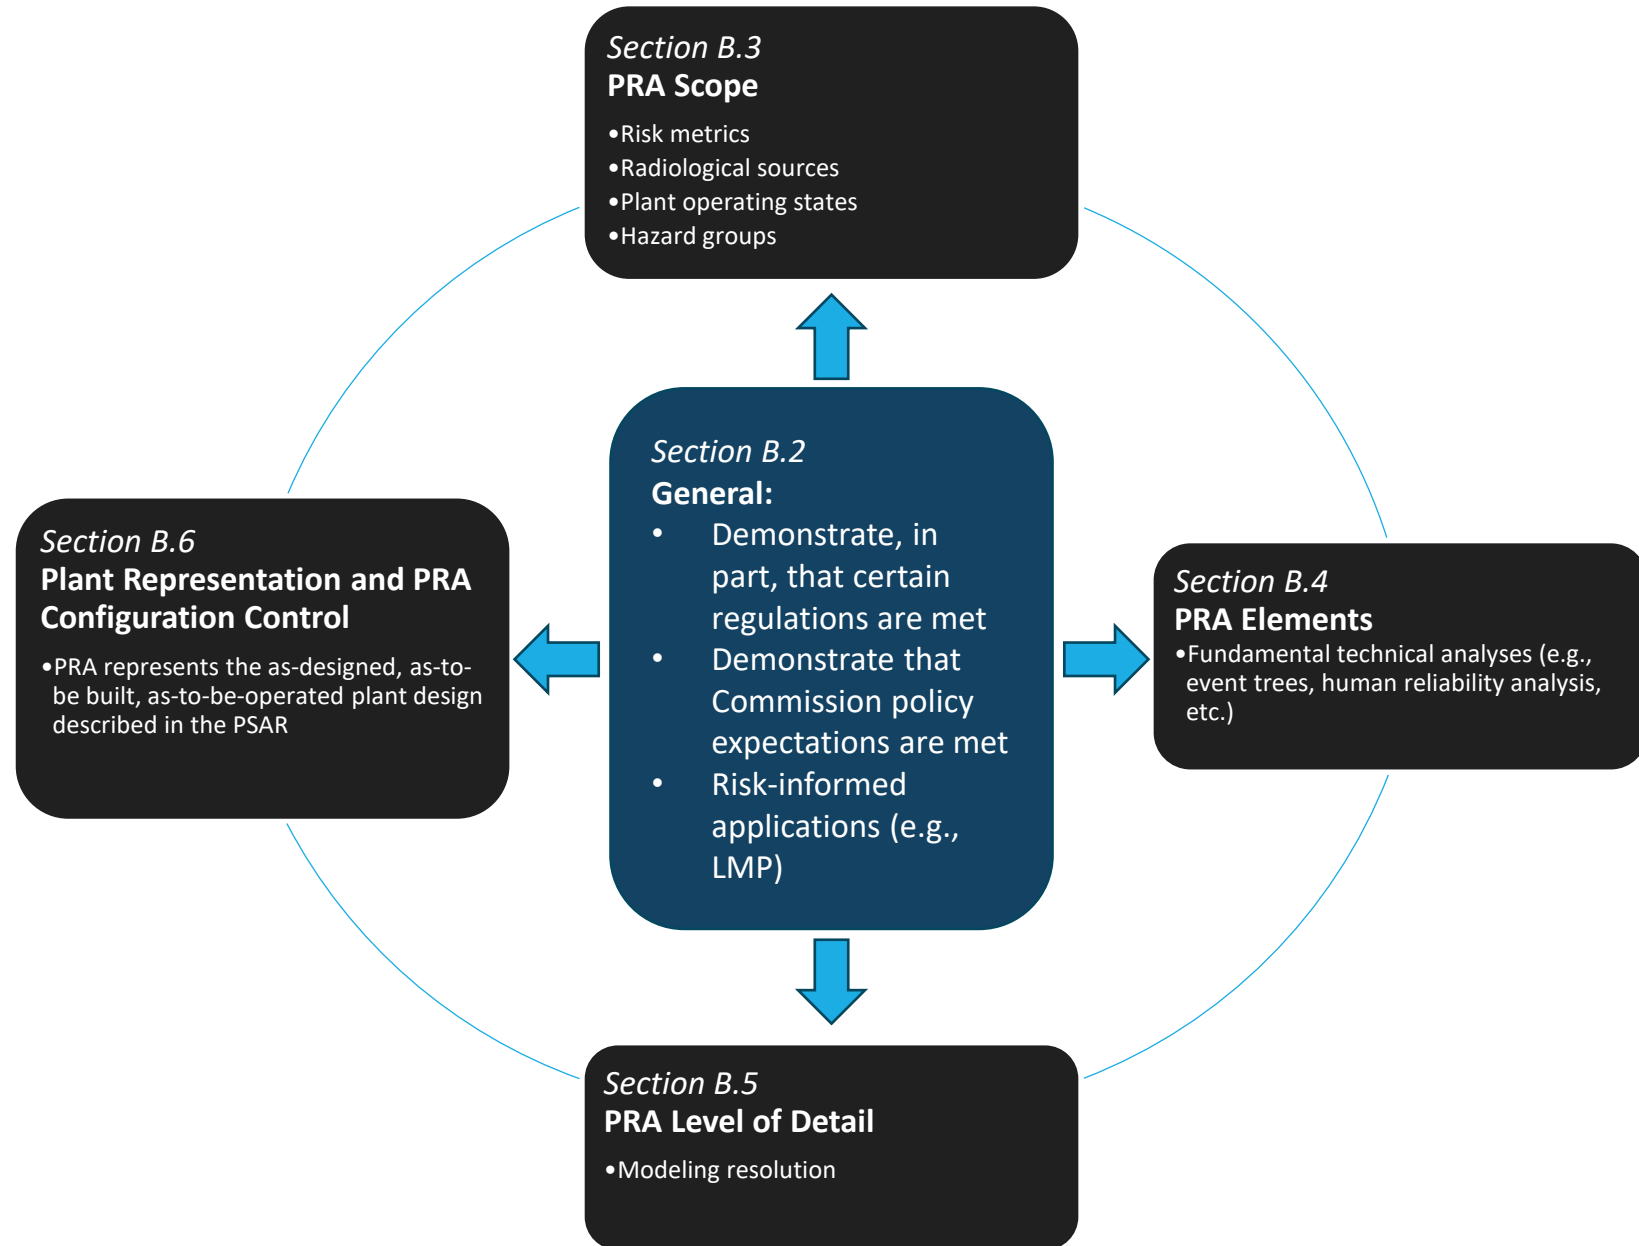 Section B.3
PRA Scope
•Risk metrics
•Radiological sources
•Plant operating states
•Hazard groups
Section B.2
General:
• Demonstrate, in
part, that certain
regulations are met
• Demonstrate that
Commission policy
expectations are met
• Risk-informed
applications (e.g.,
LMP)
Section B.6
Plant Representation and PRA
Configuration Control
•PRA represents the as-designed, as-to-
be built, as-to-be-operated plant design
described in the PSAR
Section B.4
PRA Elements
•Fundamental technical analyses (e.g.,
event trees, human reliability analysis,
etc.)
Section B.5
PRA Level of Detail
•Modeling resolution